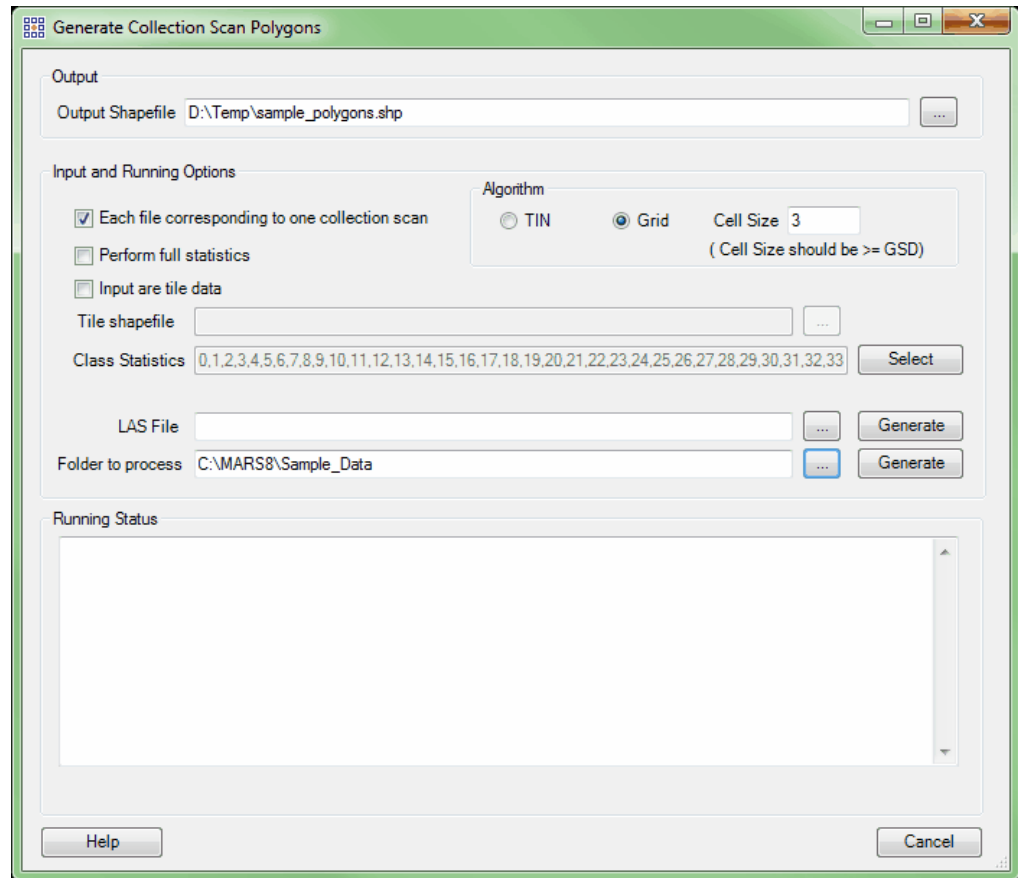 Generate Collection Scan Polygons
Output
Output Shapefile D:\Temp\sample_polygons.shp ...
Input and Running Options
Algorithm
Each file corresponding to one collection scan
TIN Grid Cell Size 3
( Cell Size should be >= GSD)
Perform full statistics
Input are tile data
Tile shapefile ...
Class Statistics 0,1,2,3,4,5,6,7,8,9,10,11,12,13,14,15,16,17,18,19,20,21,22,23,24,25,26,27,28,29,30,31,32,33 Select
LAS File ... Generate
Folder to process C:\MARS8\Sample_Data ... Generate
Running Status
Help Cancel